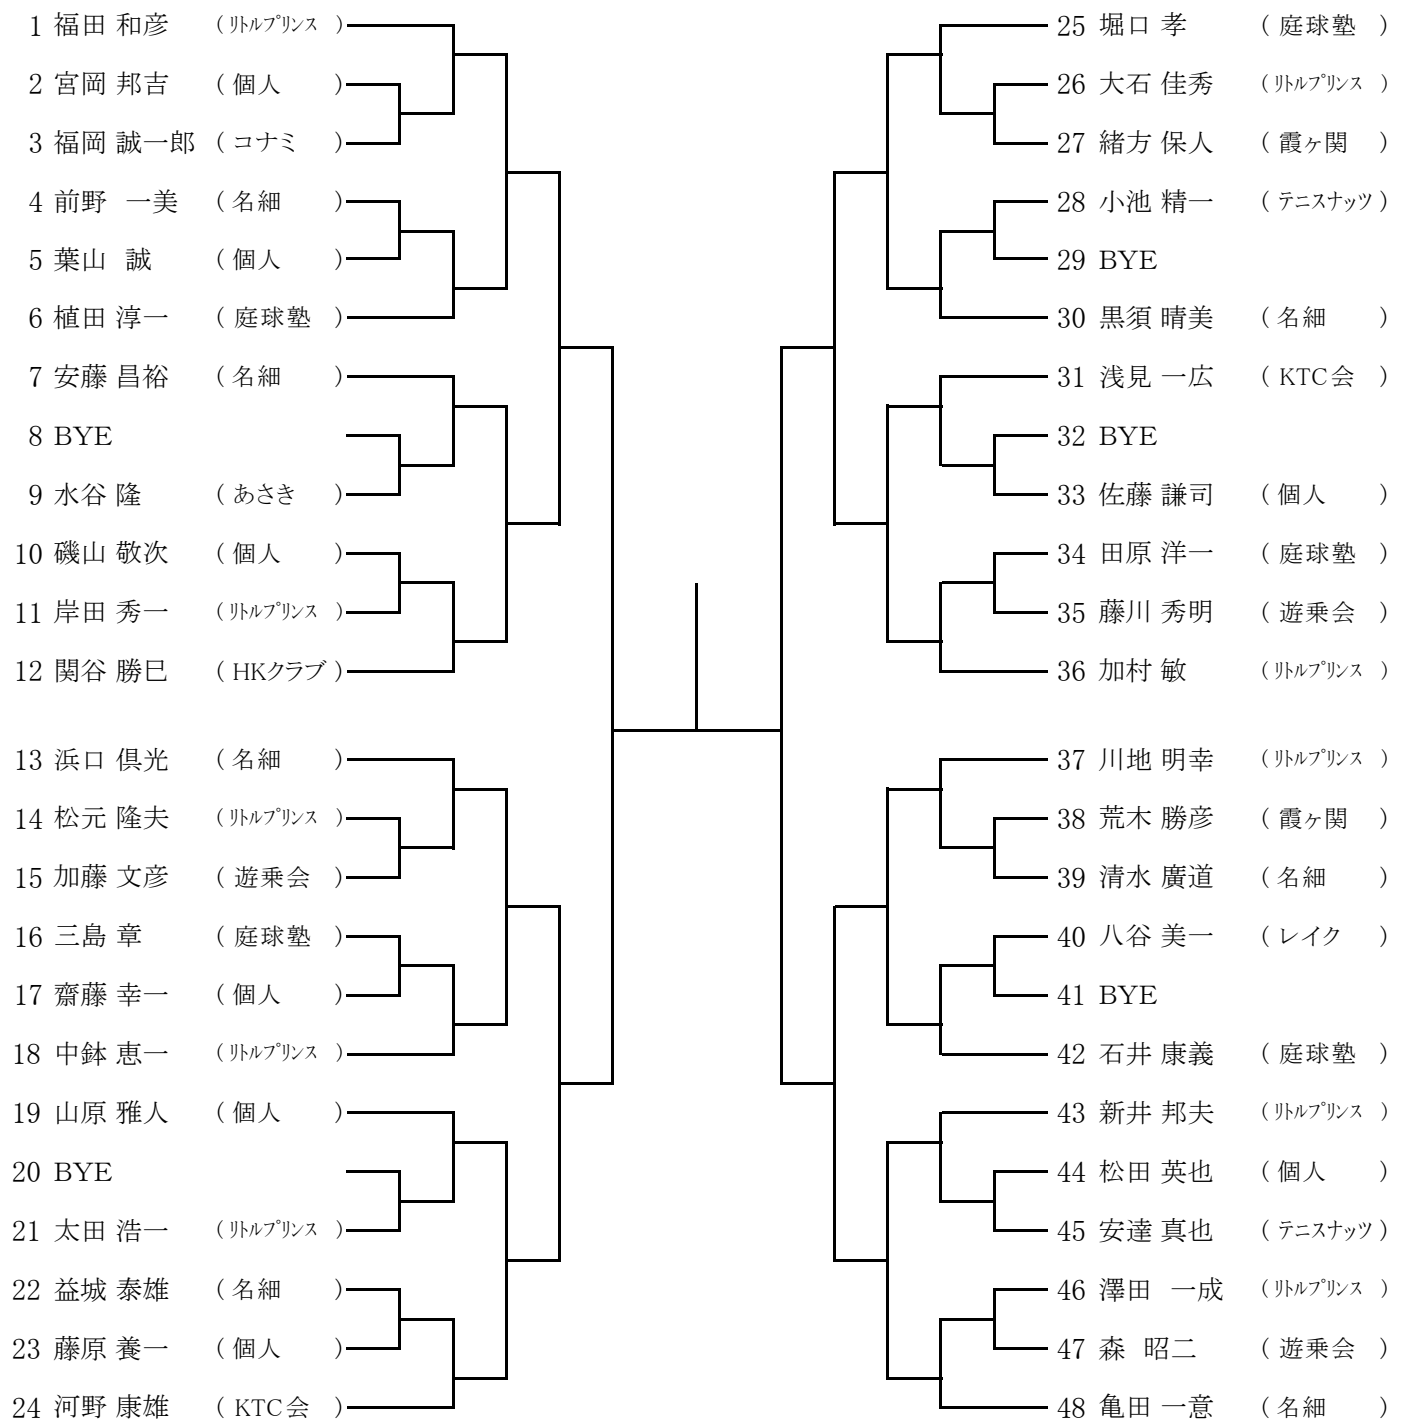 1 福田 和彦 ( リトルプリンス )
2 宮岡 邦吉 ( 個人 )
3 福岡 誠一郎 ( コナミ )
4 前野 一美 ( 名細 )
5 葉山 誠 ( 個人 )
6 植田 淳一 ( 庭球塾 )
7 安藤 昌裕 ( 名細 )
8 BYE
9 水谷 隆 ( あさき )
10 磯山 敬次 ( 個人 )
11 岸田 秀一 ( リトルプリンス )
12 関谷 勝巳 ( HKクラブ )
13 浜口 倶光 ( 名細 )
14 松元 隆夫 ( リトルプリンス )
15 加藤 文彦 ( 遊乗会 )
16 三島 章 ( 庭球塾 )
17 齋藤 幸一 ( 個人 )
18 中鉢 恵一 ( リトルプリンス )
19 山原 雅人 ( 個人 )
20 BYE
21 太田 浩一 ( リトルプリンス )
22 益城 泰雄 ( 名細 )
23 藤原 養一 ( 個人 )
24 河野 康雄 ( KTC会 )
25 堀口 孝 ( 庭球塾 )
26 大石 佳秀 ( リトルプリンス )
27 緒方 保人 ( 霞ヶ関 )
28 小池 精一 ( テニスナッツ )
29 BYE
30 黒須 晴美 ( 名細 )
31 浅見 一広 ( KTC会 )
32 BYE
33 佐藤 謙司 ( 個人 )
34 田原 洋一 ( 庭球塾 )
35 藤川 秀明 ( 遊乗会 )
36 加村 敏 ( リトルプリンス )
37 川地 明幸 ( リトルプリンス )
38 荒木 勝彦 ( 霞ヶ関 )
39 清水 廣道 ( 名細 )
40 八谷 美一 ( レイク )
41 BYE
42 石井 康義 ( 庭球塾 )
43 新井 邦夫 ( リトルプリンス )
44 松田 英也 ( 個人 )
45 安達 真也 ( テニスナッツ )
46 澤田 一成 ( リトルプリンス )
47 森 昭二 ( 遊乗会 )
48 亀田 一意 ( 名細 )